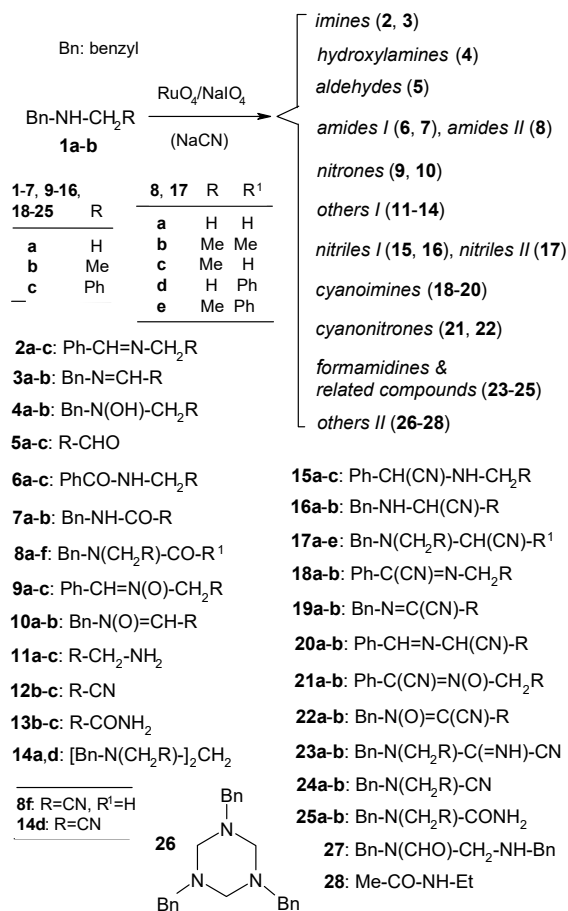 Bn: benzyl
Bn-NH-CH2R
1a-b
RuO4/NaIO4
(NaCN)
imines (2, 3)
hydroxylamines (4)
aldehydes (5)
amides I (6, 7), amides II (8)
nitrones (9, 10)
others I (11-14)
nitriles I (15, 16), nitriles II (17)
cyanoimines (18-20)
cyanonitrones (21, 22)
formamidines &
related compounds (23-25)
others II (26-28)
1-7, 9-16,
18-25 R
a H
b Me
c Ph
8, 17 R R1
a H H
b Me Me
c Me H
d H Ph
e Me Ph
2a-c: Ph-CH=N-CH2R
3a-b: Bn-N=CH-R
4a-b: Bn-N(OH)-CH2R
5a-c: R-CHO
6a-c: PhCO-NH-CH2R
7a-b: Bn-NH-CO-R
8a-f: Bn-N(CH2R)-CO-R1
9a-c: Ph-CH=N(O)-CH2R
10a-b: Bn-N(O)=CH-R
11a-c: R-CH2-NH2
12b-c: R-CN
13b-c: R-CONH2
14a,d: [Bn-N(CH2R)-]2CH2
8f: R=CN, R1=H
14d: R=CN
15a-c: Ph-CH(CN)-NH-CH2R
16a-b: Bn-NH-CH(CN)-R
17a-e: Bn-N(CH2R)-CH(CN)-R1
18a-b: Ph-C(CN)=N-CH2R
19a-b: Bn-N=C(CN)-R
20a-b: Ph-CH=N-CH(CN)-R
21a-b: Ph-C(CN)=N(O)-CH2R
22a-b: Bn-N(O)=C(CN)-R
23a-b: Bn-N(CH2R)-C(=NH)-CN
24a-b: Bn-N(CH2R)-CN
25a-b: Bn-N(CH2R)-CONH2
27: Bn-N(CHO)-CH2-NH-Bn
28: Me-CO-NH-Et
26
Bn
N
N N
Bn Bn